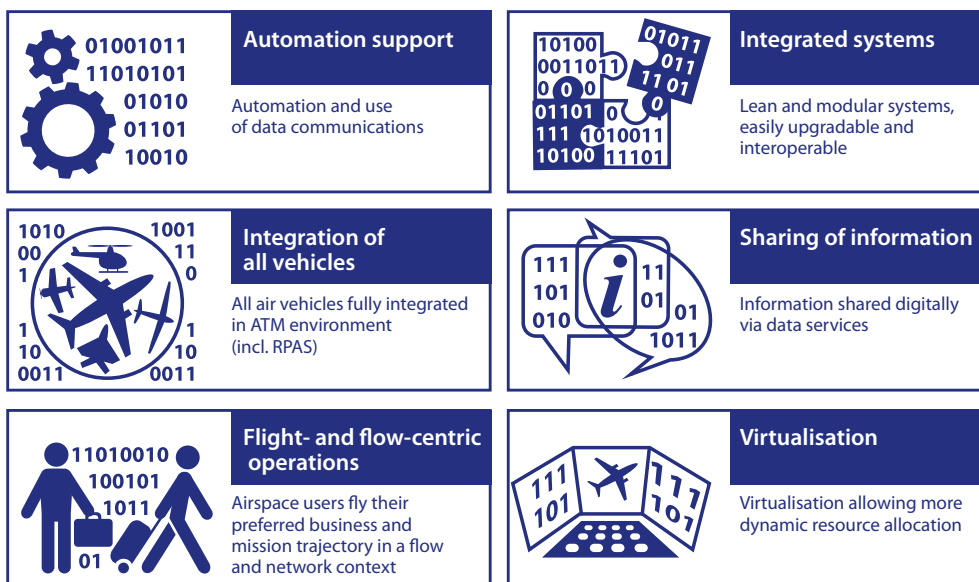 01001011
11010101
01010
01101
10010
Automation support
Automation and use
of data communications
10100
0011011
0 0 0
01101
0
111
1010011
10100
11101
01011
011
11 01
0
Integrated systems
Lean and modular systems,
easily upgradable and
interoperable
1010
00
1
1001
11
0
1
10
0011
1
10
0011
Integration of
all vehicles
All air vehicles fully integrated
in ATM environment
(incl. RPAS)
111
101
010
i
11
01
01
1011
Sharing of information
Information shared digitally
via data services
11010010
100101
1011
01
Flight- and flow-centric
operations
Airspace users fly their
preferred business and
mission trajectory in a flow
and network context
111
101
111
101
Virtualisation
Virtualisation allowing more
dynamic resource allocation